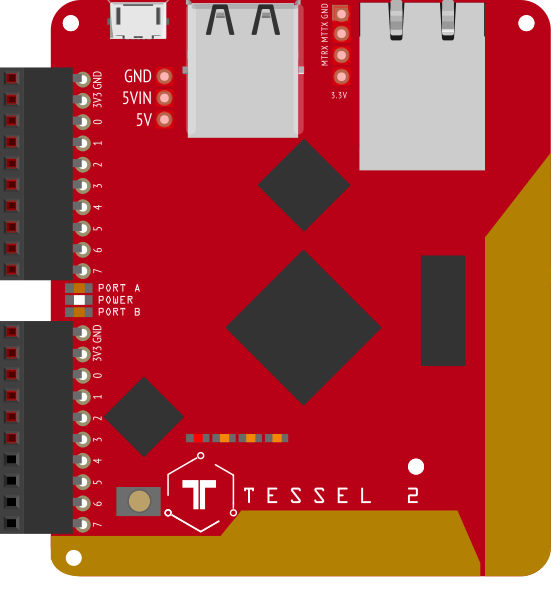 GND
MTTX
MTRX
3.3V
GND
5VIN
5V
GND
3V3
0
1
2
3
4
5
6
7
PORT A
POWER
PORT B
GND
3V3
0
1
2
3
4
5
6
7
TESSEL 2